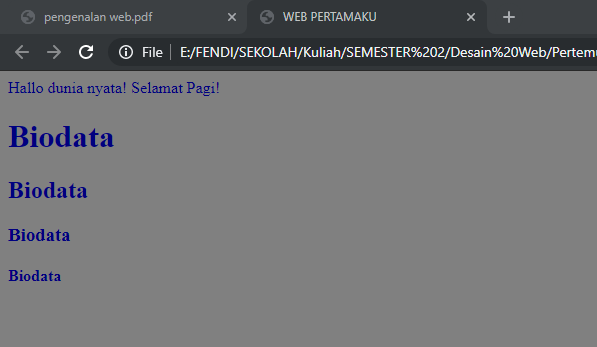 pengenalan web.pdf
WEB PERTAMAKU
File
E:/FENDI/SEKOLAH/Kuliah/SEMESTER%202/Desain%20Web/Pertemu
Hallo dunia nyata! Selamat Pagi!
Biodata
Biodata
Biodata
Biodata